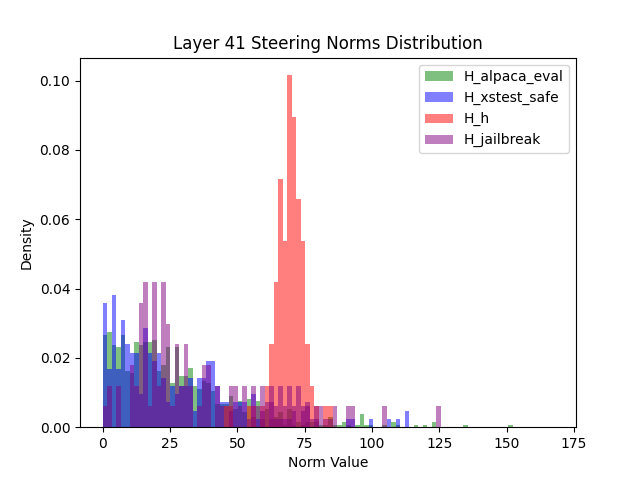 Layer 41 Steering Norms Distribution
H_alpaca_eval
H_xstest_safe
H_h
H_jailbreak
0.10
0.08
0.06
0.04
0.02
0.00
Density
0
25
50
75
100
125
150
175
Norm Value